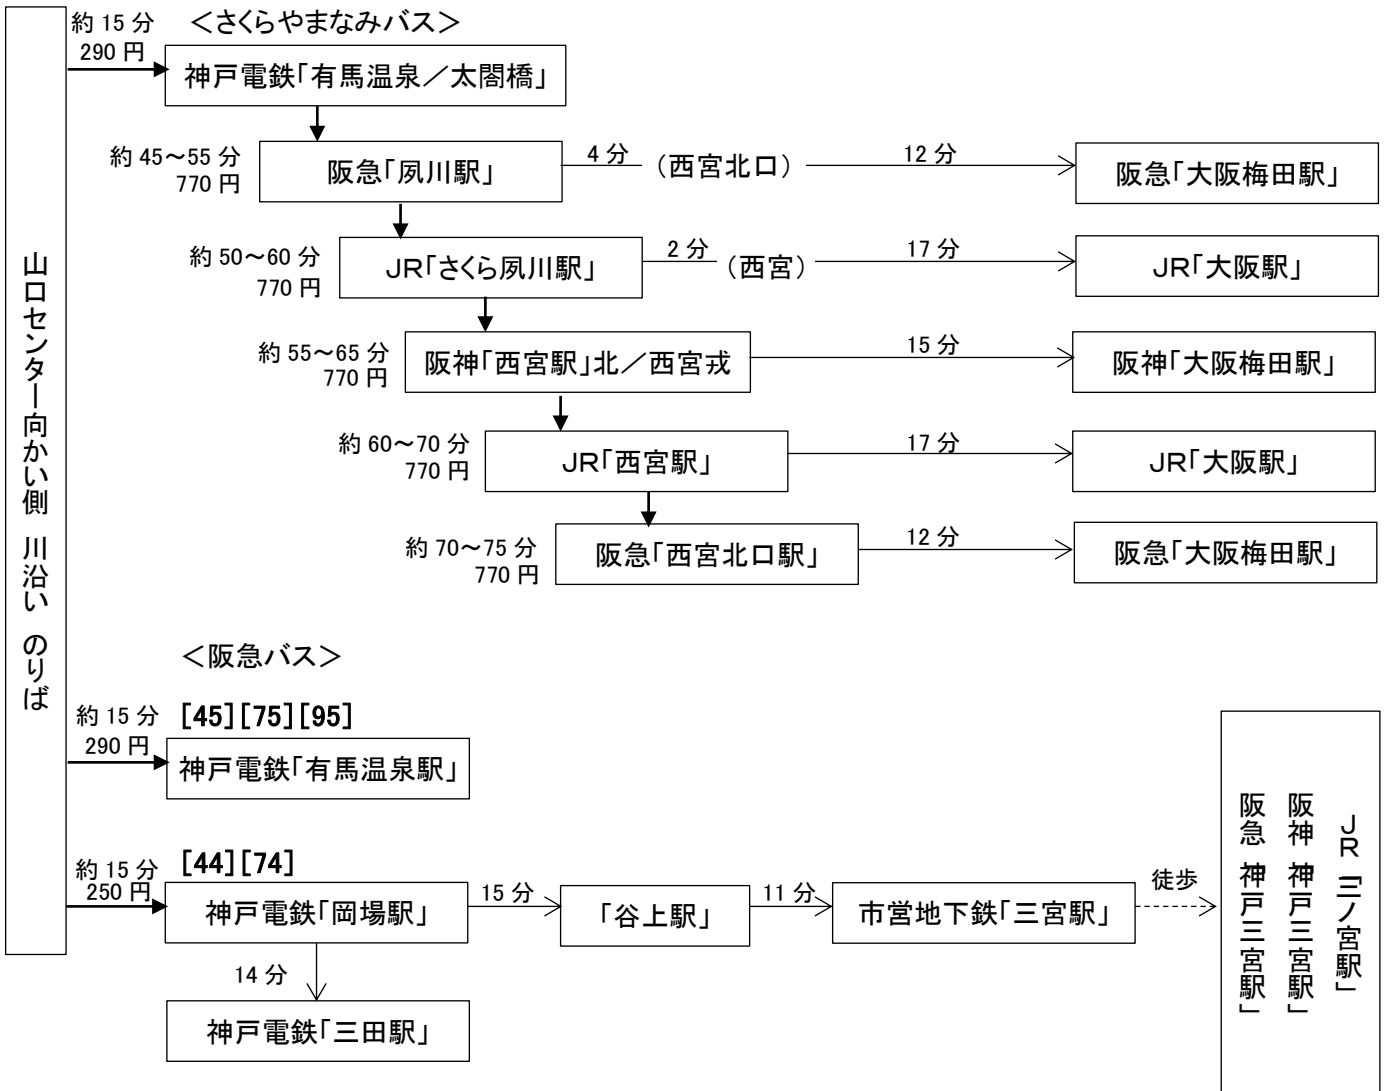 約 15 分
＜さくらやまなみバス＞
290 円
神戸電鉄「有馬温泉／太閤橋」
約 45～55 分
770 円
阪急「夙川駅」
4 分
（西宮北口）
12 分
阪急「大阪梅田駅」
約 50～60 分
770 円
JR「さくら夙川駅」
2 分
（西宮）
17 分
JR「大阪駅」
約 55～65 分
770 円
阪神「西宮駅」北／西宮戎
15 分
阪神「大阪梅田駅」
約 60～70 分
770 円
JR「西宮駅」
17 分
JR「大阪駅」
約 70～75 分
770 円
阪急「西宮北口駅」
12 分
阪急「大阪梅田駅」
山口センター向かい側　川沿い　のりば
＜阪急バス＞
約 15 分
[45][75][95]
290 円
神戸電鉄「有馬温泉駅」
約 15 分
[44][74]
250 円
神戸電鉄「岡場駅」
15 分
「谷上駅」
11 分
市営地下鉄「三宮駅」
徒歩
14 分
神戸電鉄「三田駅」
JR「三ノ宮駅」
阪神「神戸三宮駅」
阪急「神戸三宮駅」